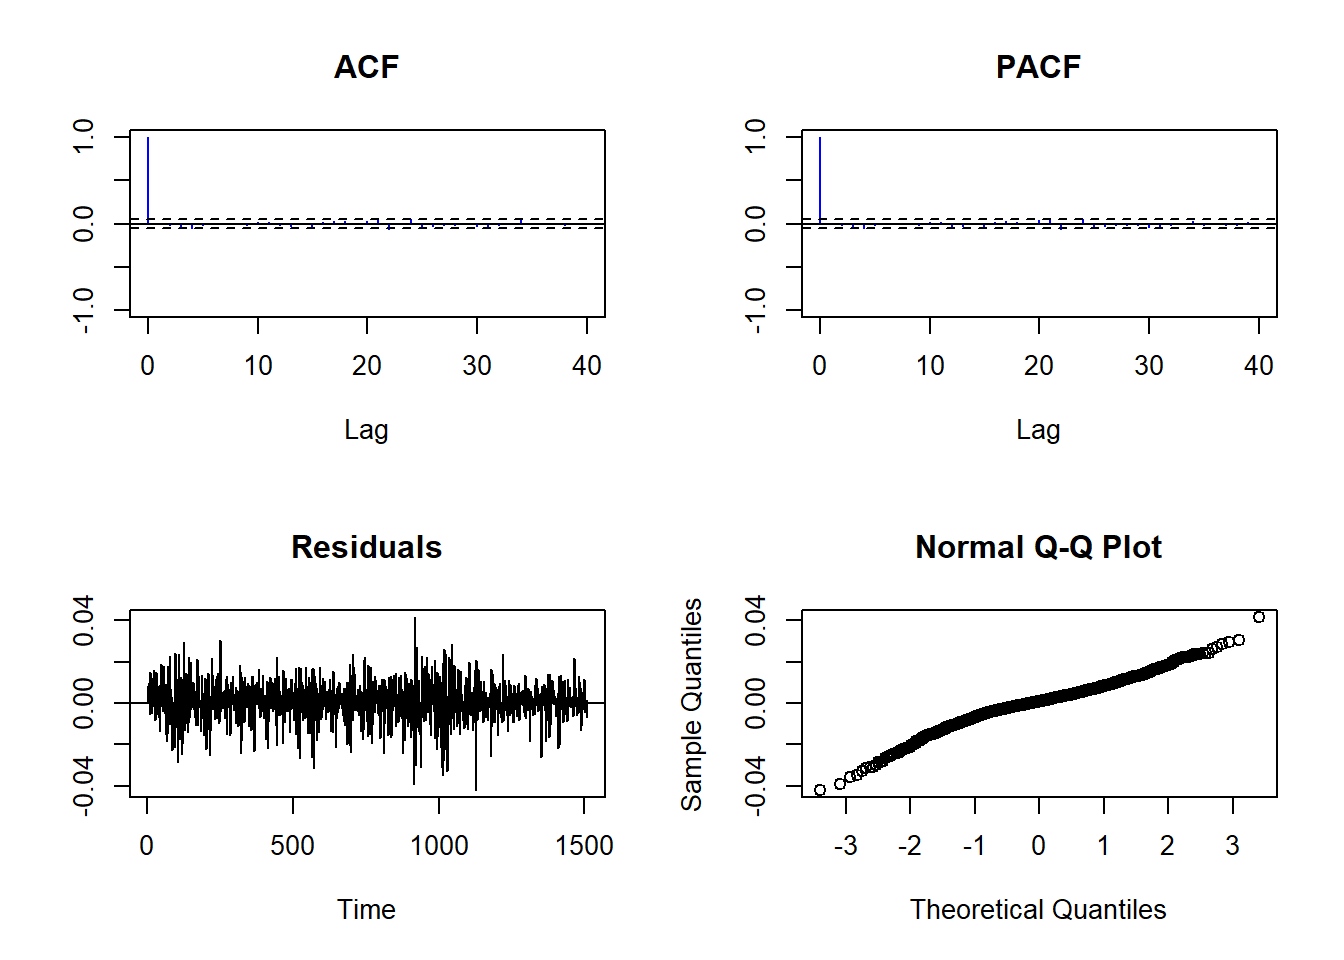 ACF
1.0
0.0
-1.0
0 10 20 30 40
Lag
PACF
1.0
0.0
-1.0
0 10 20 30 40
Lag
Residuals
0.04
0.00
-0.04
0 500 1000 1500
Time
Normal Q-Q Plot
Sample Quantiles
0.04
0.00
-0.04
-3 -2 -1 0 1 2 3
Theoretical Quantiles